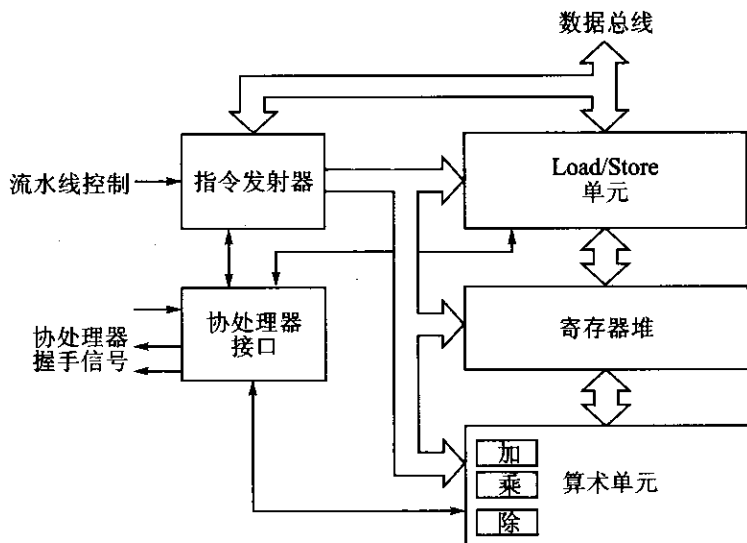 数据总线
流水线控制
指令发射器
Load/Store
单元
协处理器
握手信号
协处理器
接口
寄存器堆
加
乘
除
算术单元